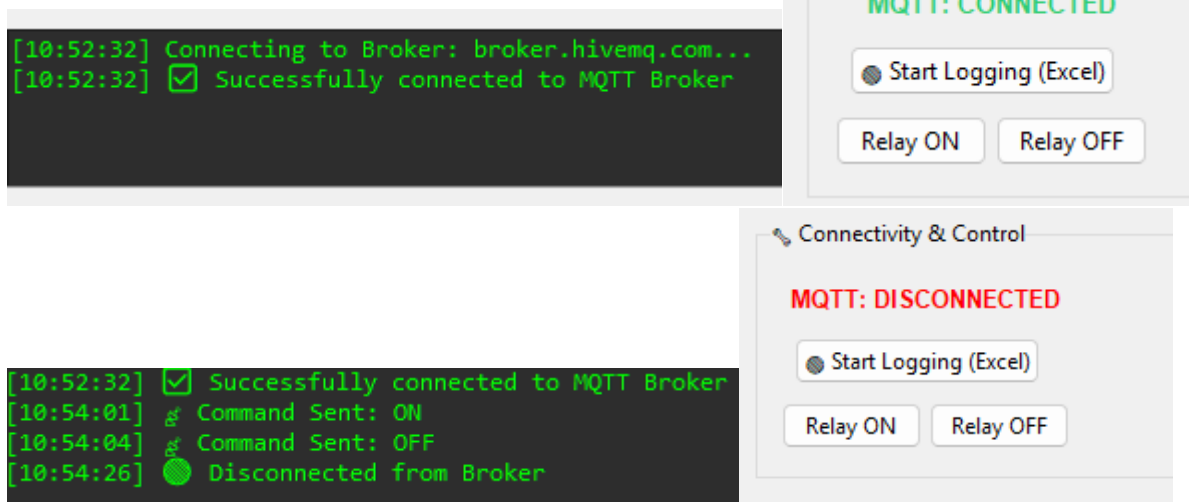 MQTT: CONNECTED
[10:52:32] Connecting to Broker: broker.hivemq.com...
[10:52:32] ☑ Successfully connected to MQTT Broker
Start Logging (Excel)
Relay ON Relay OFF
Connectivity & Control
MQTT: DISCONNECTED
Start Logging (Excel)
Relay ON Relay OFF
[10:52:32] ☑ Successfully connected to MQTT Broker
[10:54:01] Command Sent: ON
[10:54:04] Command Sent: OFF
[10:54:26] Disconnected from Broker